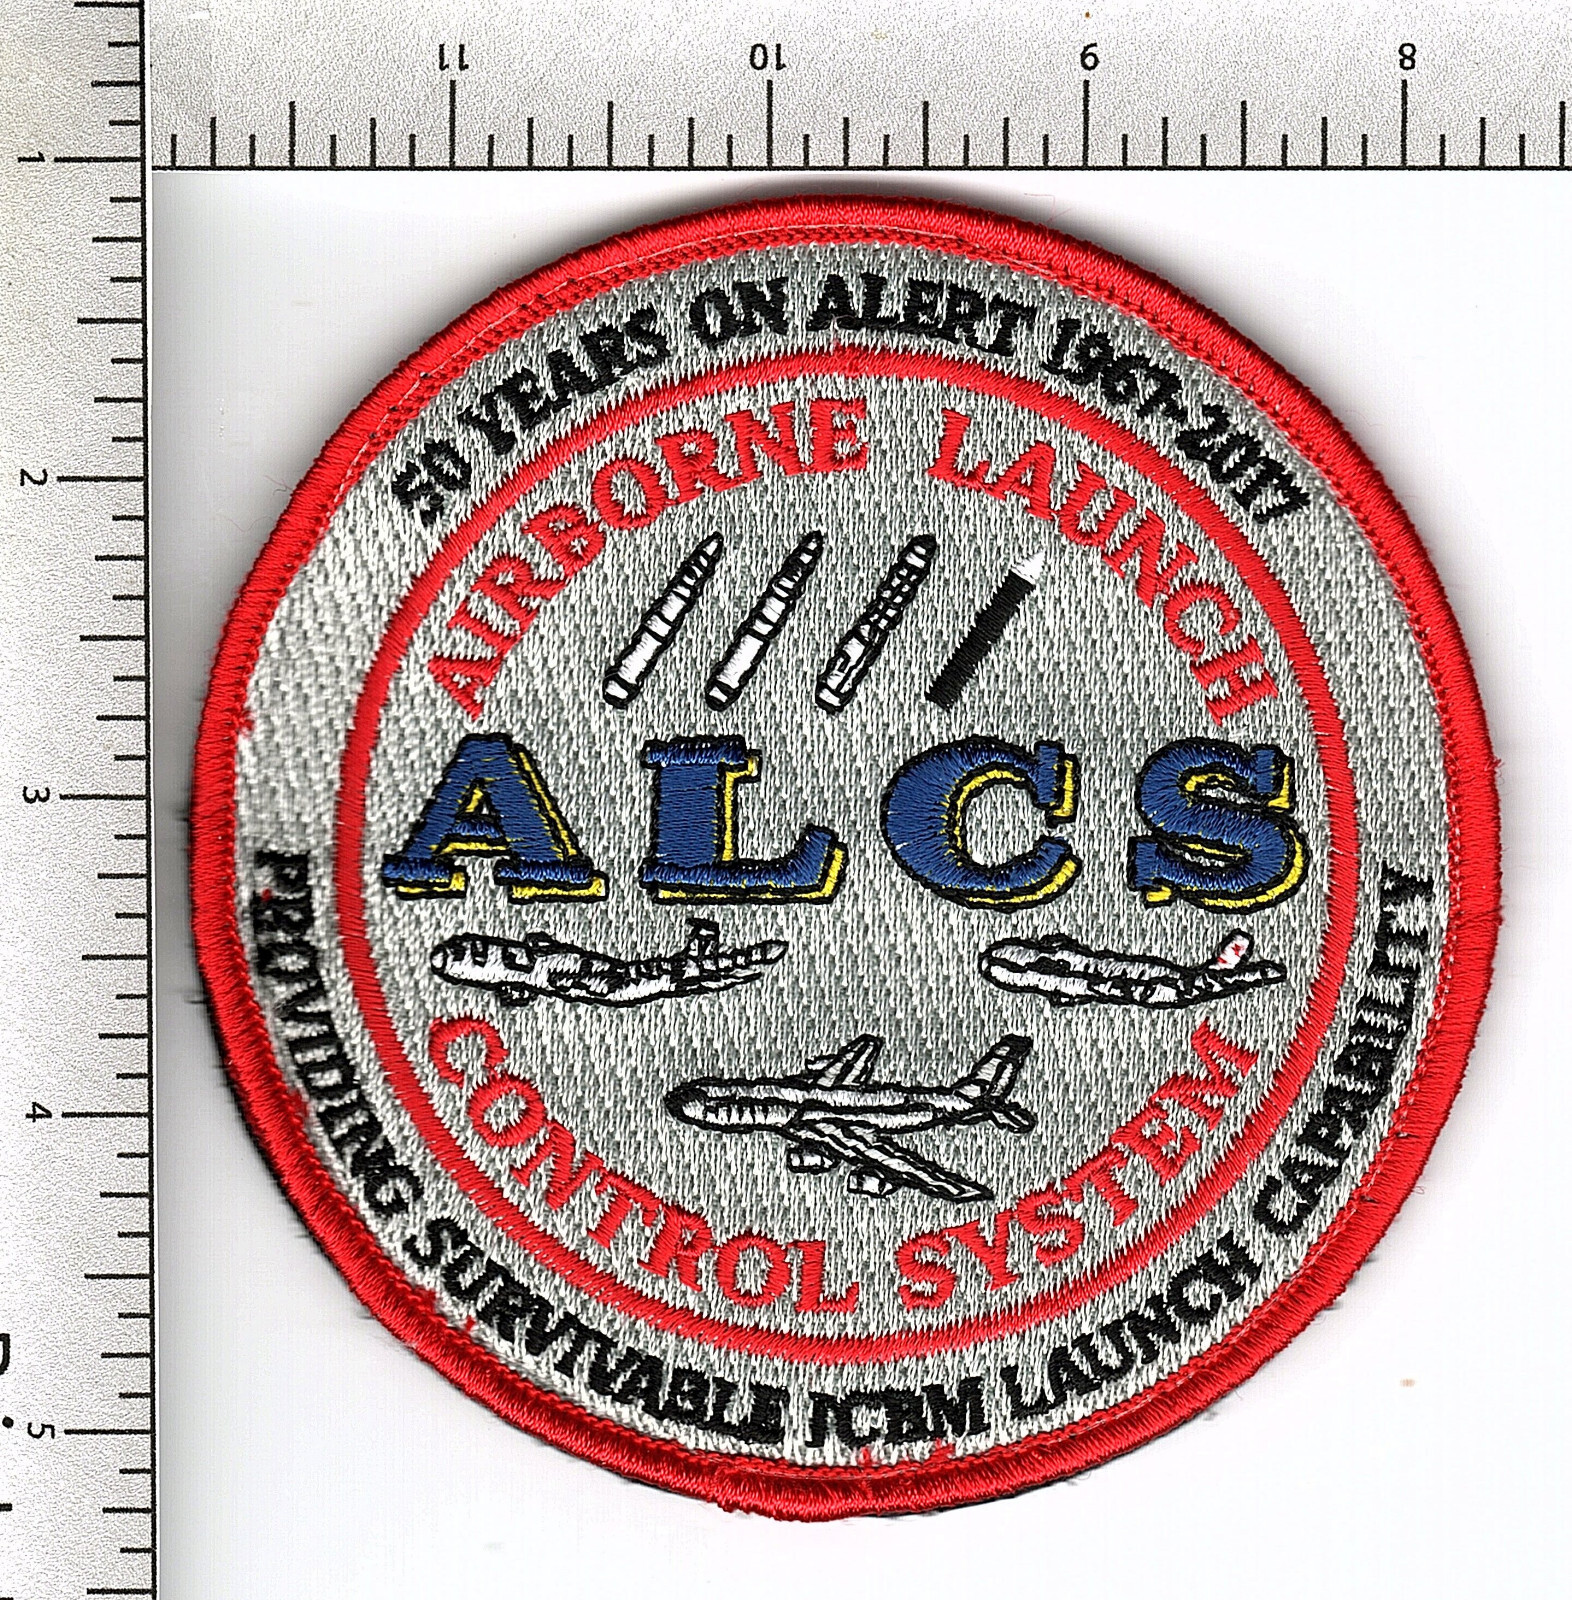 11 10 9 8
1
2
3
4
5
50 YEARS ON ALERT 1967-2017
AIRBORNE LAUNCH
ALCS
CONTROL SYSTEM
PROVIDING SURVIVABLE ICBM LAUNCH CAPABILITY